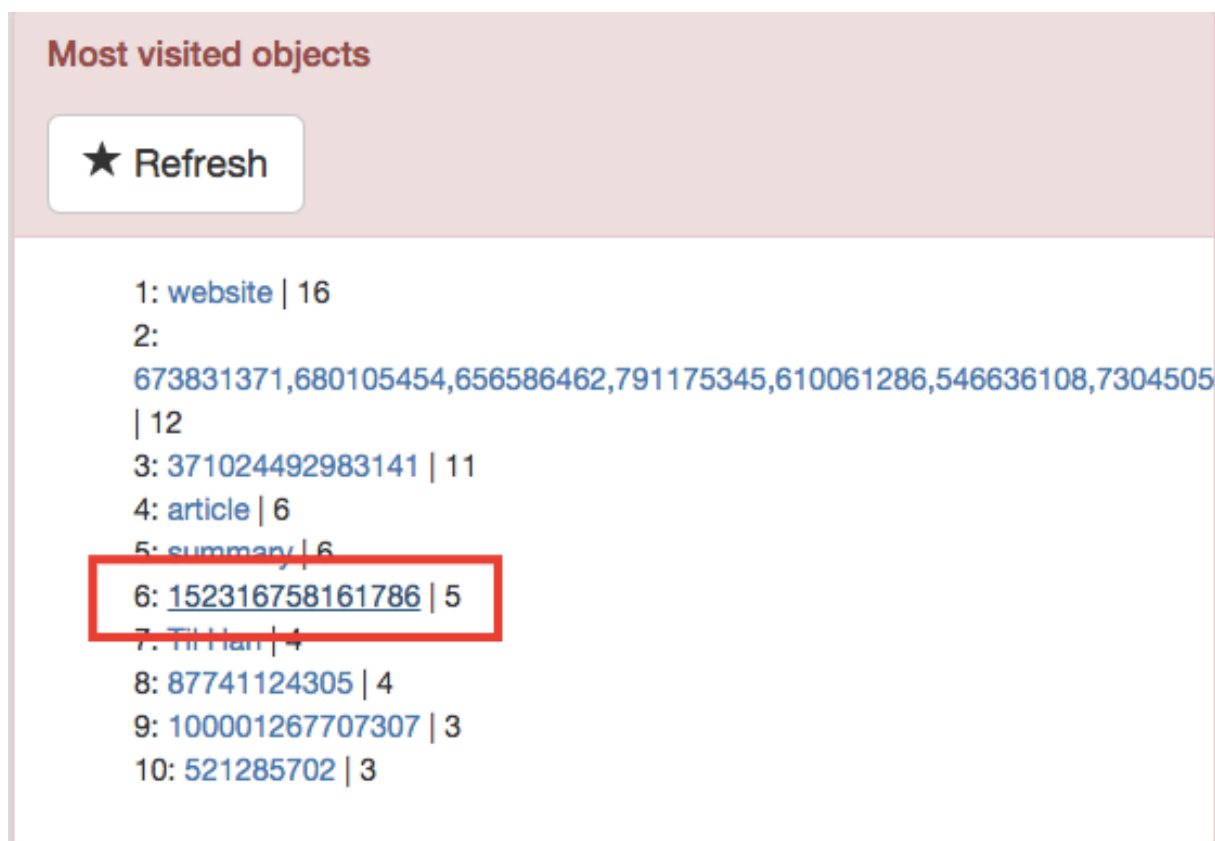 Most visited objects
★ Refresh
1: website | 16
2:
673831371,680105454,656586462,791175345,610061286,546636108,7304505
| 12
3: 371024492983141 | 11
4: article | 6
5: summary | 6
6: 152316758161786 | 5
7: Til Han | 4
8: 87741124305 | 4
9: 100001267707307 | 3
10: 521285702 | 3